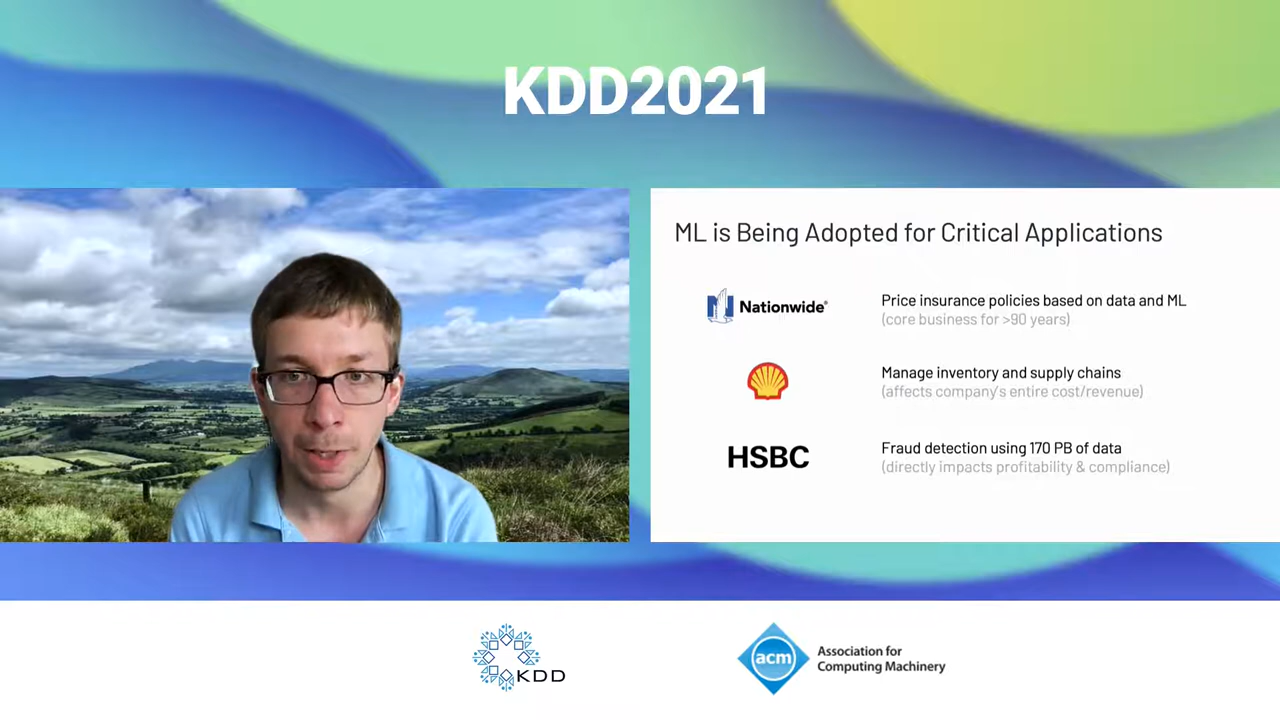 KDD2021
ML is Being Adopted for Critical Applications
Nationwide®
Price insurance policies based on data and ML
(core business for >90 years)
Manage inventory and supply chains
(affects company's entire cost/revenue)
HSBC
Fraud detection using 170 PB of data
(directly impacts profitability & compliance)
KDD
acm
Association for
Computing Machinery